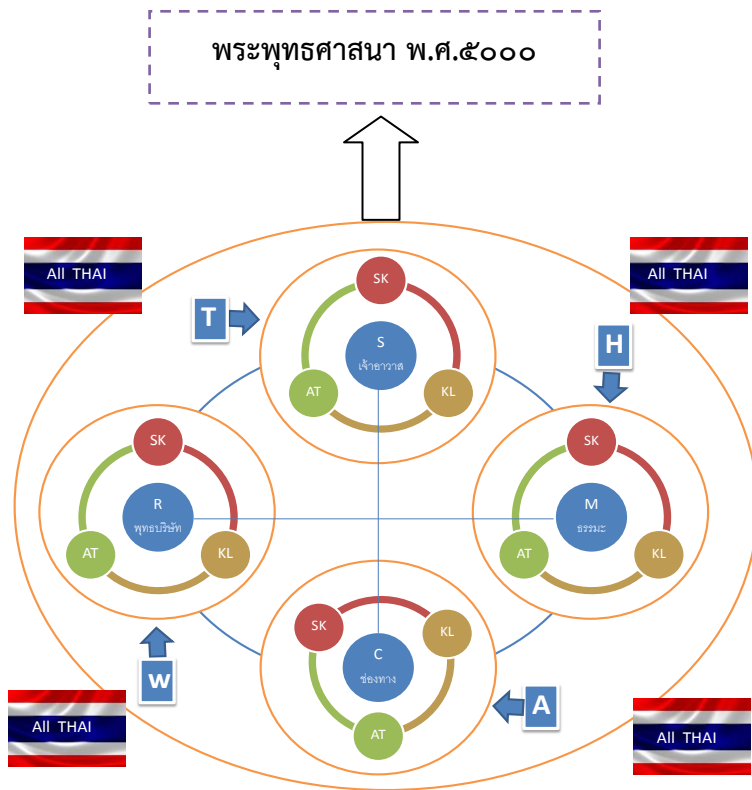 พระพุทธศาสนา พ.ศ.๕๐๐๐
All THAI
All THAI
T
SK
S
เจ้าอาวาส
AT
KL
H
SK
R
พุทธบริษัท
AT
KL
SK
M
ธรรมะ
AT
KL
SK
KL
C
ช่องทาง
AT
w
A
All THAI
All THAI